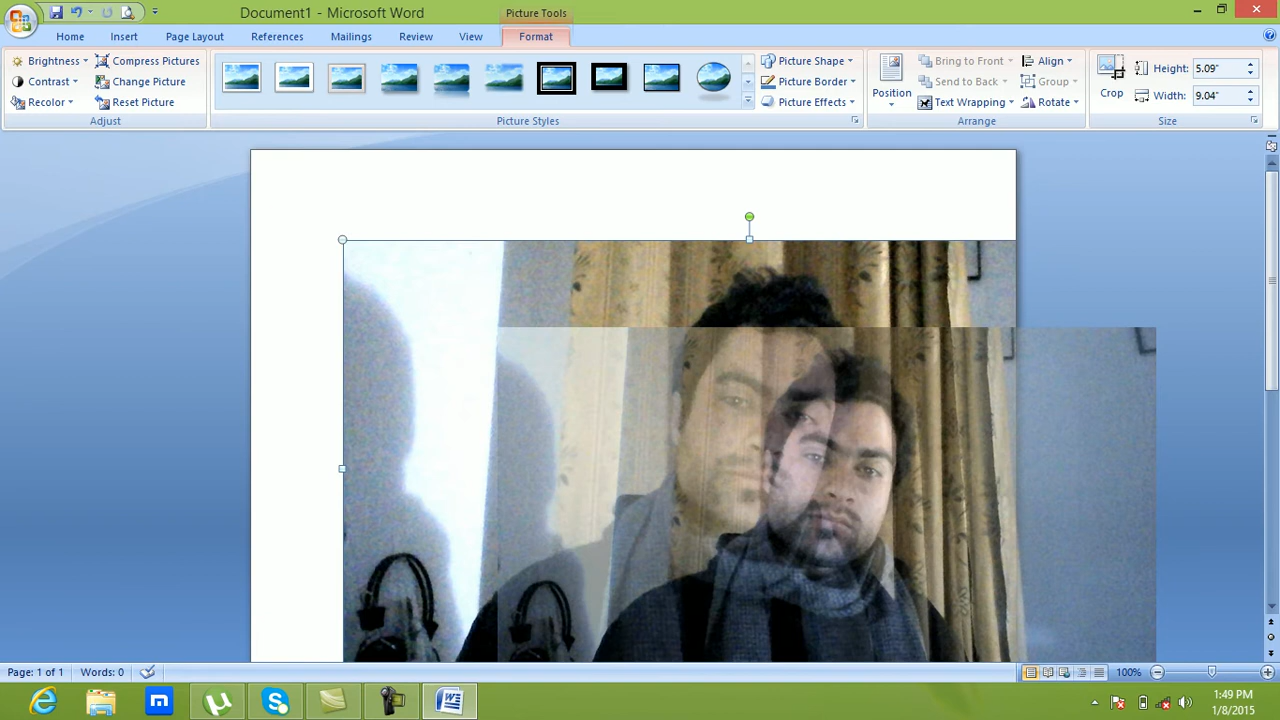 Document1 - Microsoft Word
Picture Tools
Home Insert Page Layout References Mailings Review View Format
Brightness Compress Pictures Picture Shape Bring to Front Align Height: 5.09"
Contrast Change Picture Picture Border Send to Back Group Width: 9.04"
Recolor Reset Picture Picture Effects Position Text Wrapping Rotate Crop
Adjust Picture Styles Arrange Size
Page: 1 of 1 Words: 0 100%
1:49 PM
1/8/2015